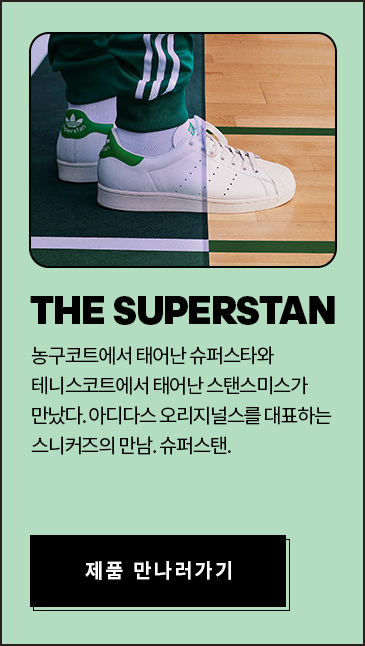 THE SUPERSTAN
농구코트에서 태어난 슈퍼스타와
테니스코트에서 태어난 스탠스미스가
만났다. 아디다스 오리지널스를 대표하는
스니커즈의 만남. 슈퍼스탠.
제품 만나러가기